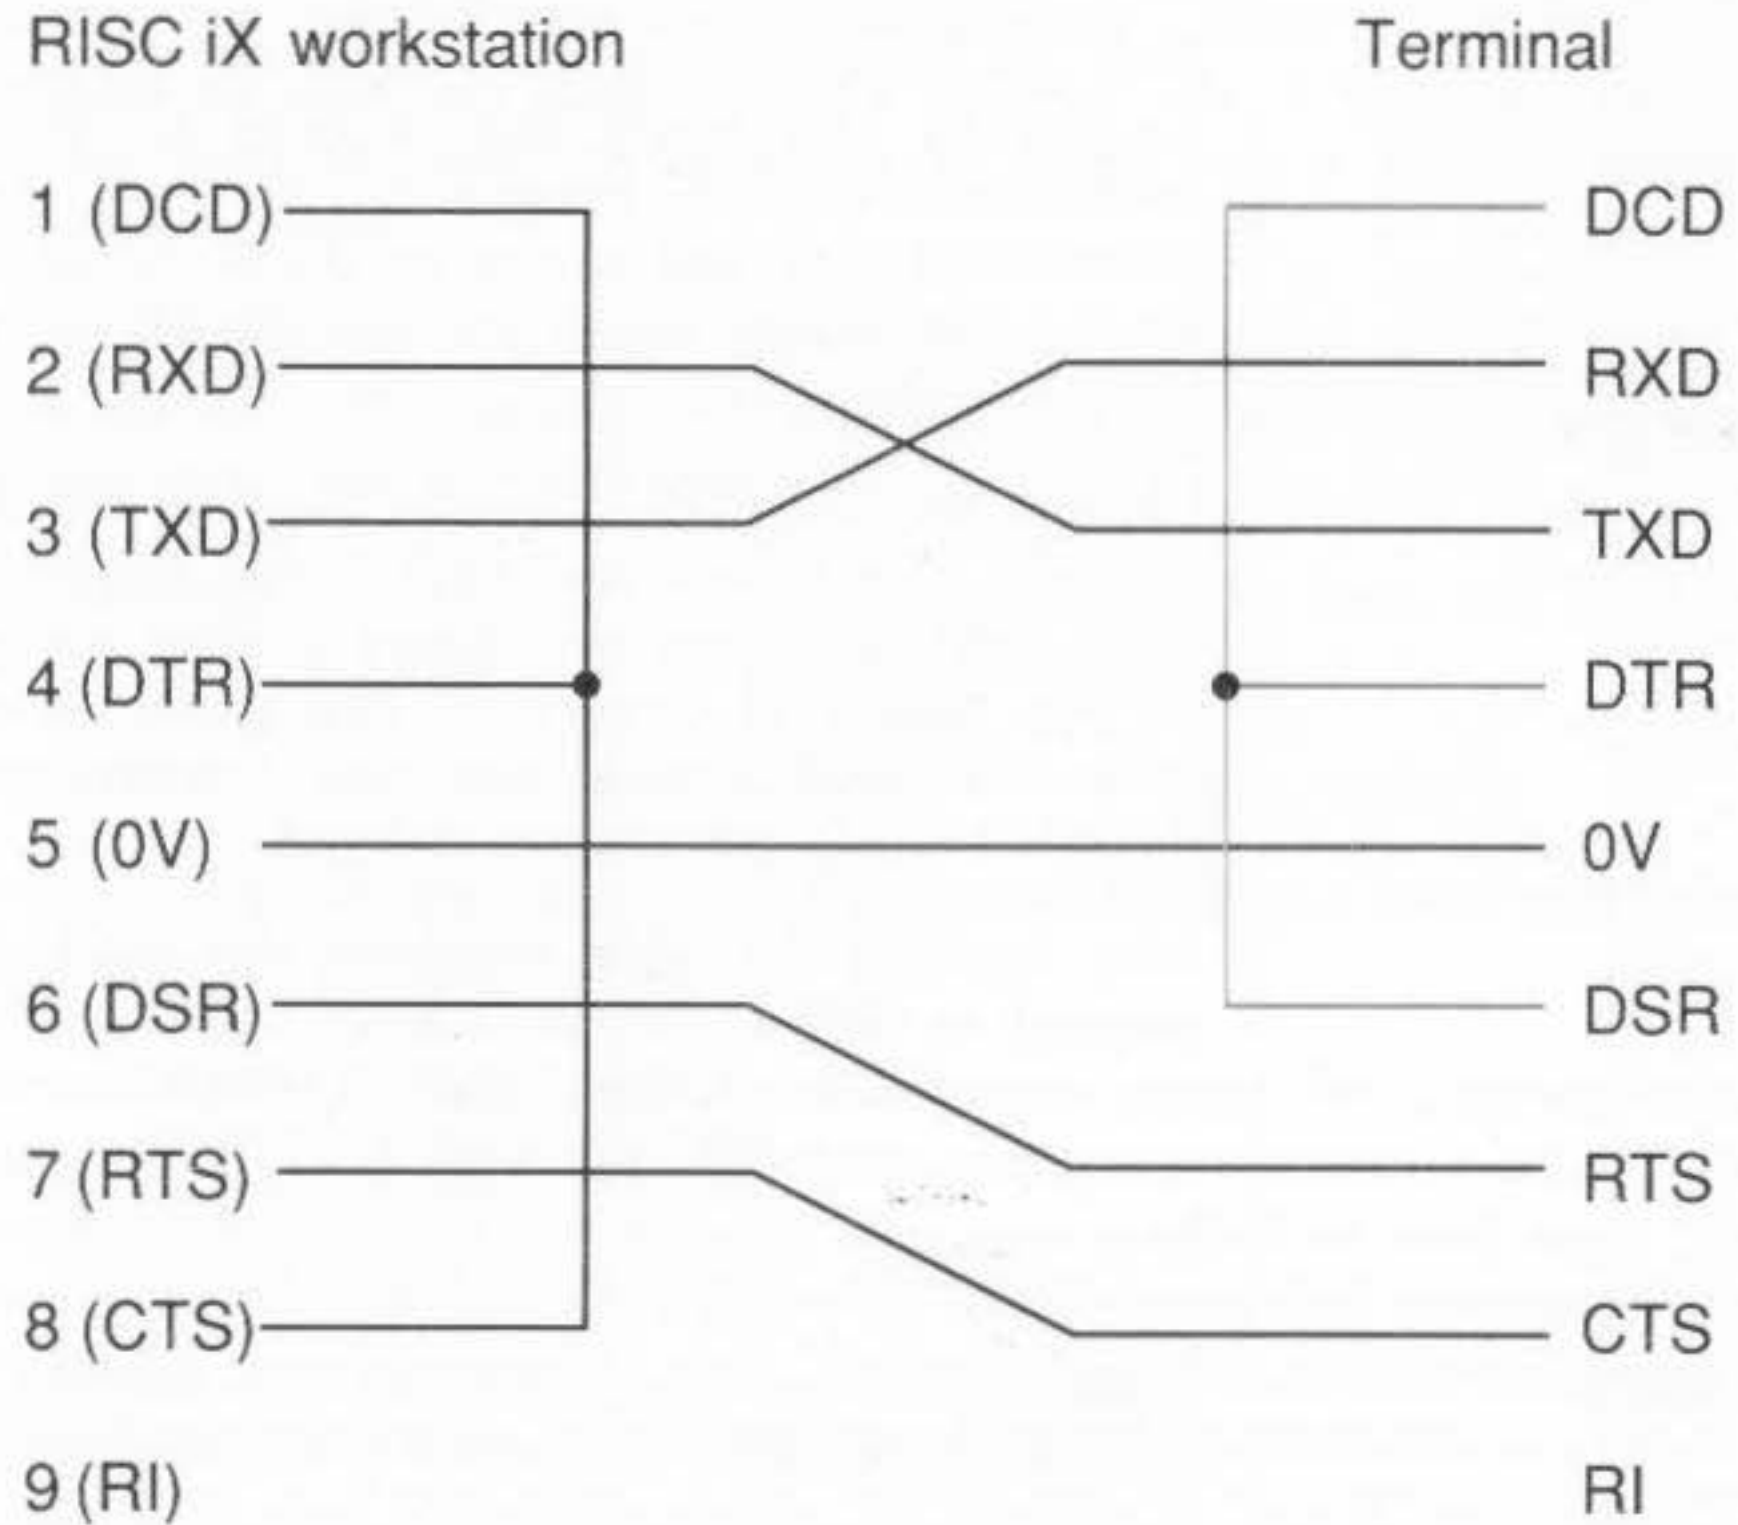 RISC iX workstation Terminal
1 (DCD) DCD
2 (RXD) RXD
3 (TXD) TXD
4 (DTR) DTR
5 (0V) 0V
6 (DSR) DSR
7 (RTS) RTS
8 (CTS) CTS
9 (RI) RI